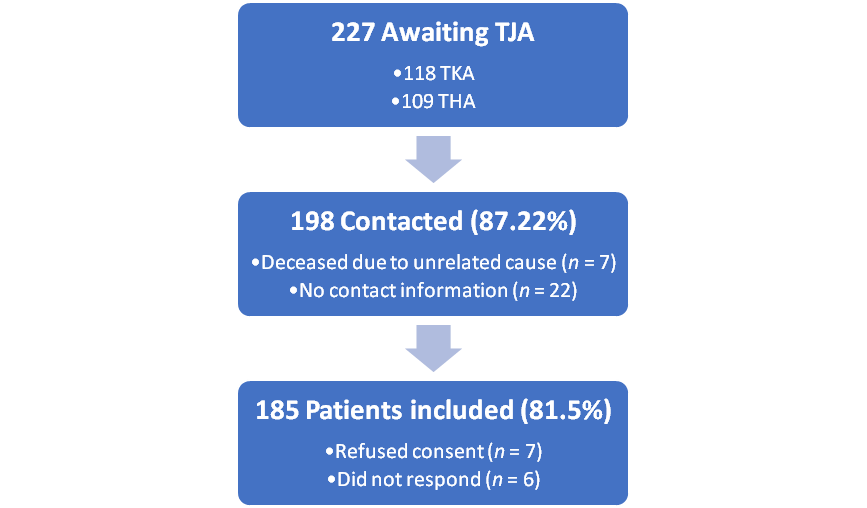 227 Awaiting TJA
•118 TKA
•109 THA
198 Contacted (87.22%)
•Deceased due to unrelated cause (n = 7)
•No contact information (n = 22)
185 Patients included (81.5%)
•Refused consent (n = 7)
•Did not respond (n = 6)